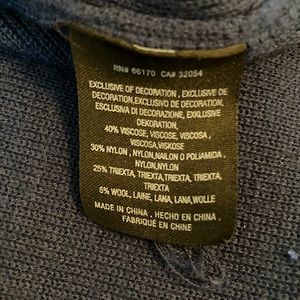 RN# 66170 CA# 32054
EXCLUSIVE OF DECORATION , EXCLUSIVE DE
DECORATION,EXCLUSIVO DE DECORATION,
ESCLUSIVA DI DECORAZIONE, EXKLUSIVE
DEKORATION,
40% VISCOSE, VISCOSE, VISCOSA ,
VISCOSA,VISKOSE
30% NYLON , NYLON,NAILON O POLIAMIDA ,
NYLON,NYLON
25% TRIEXTA, TRIEXTA,TRIEXTA, TRIEXTA,
TRIEXTA
5% WOOL, LAINE, LANA, LANA,WOLLE
MADE IN CHINA , HECHO EN CHINA ,
FABRIQUÉ EN CHINE